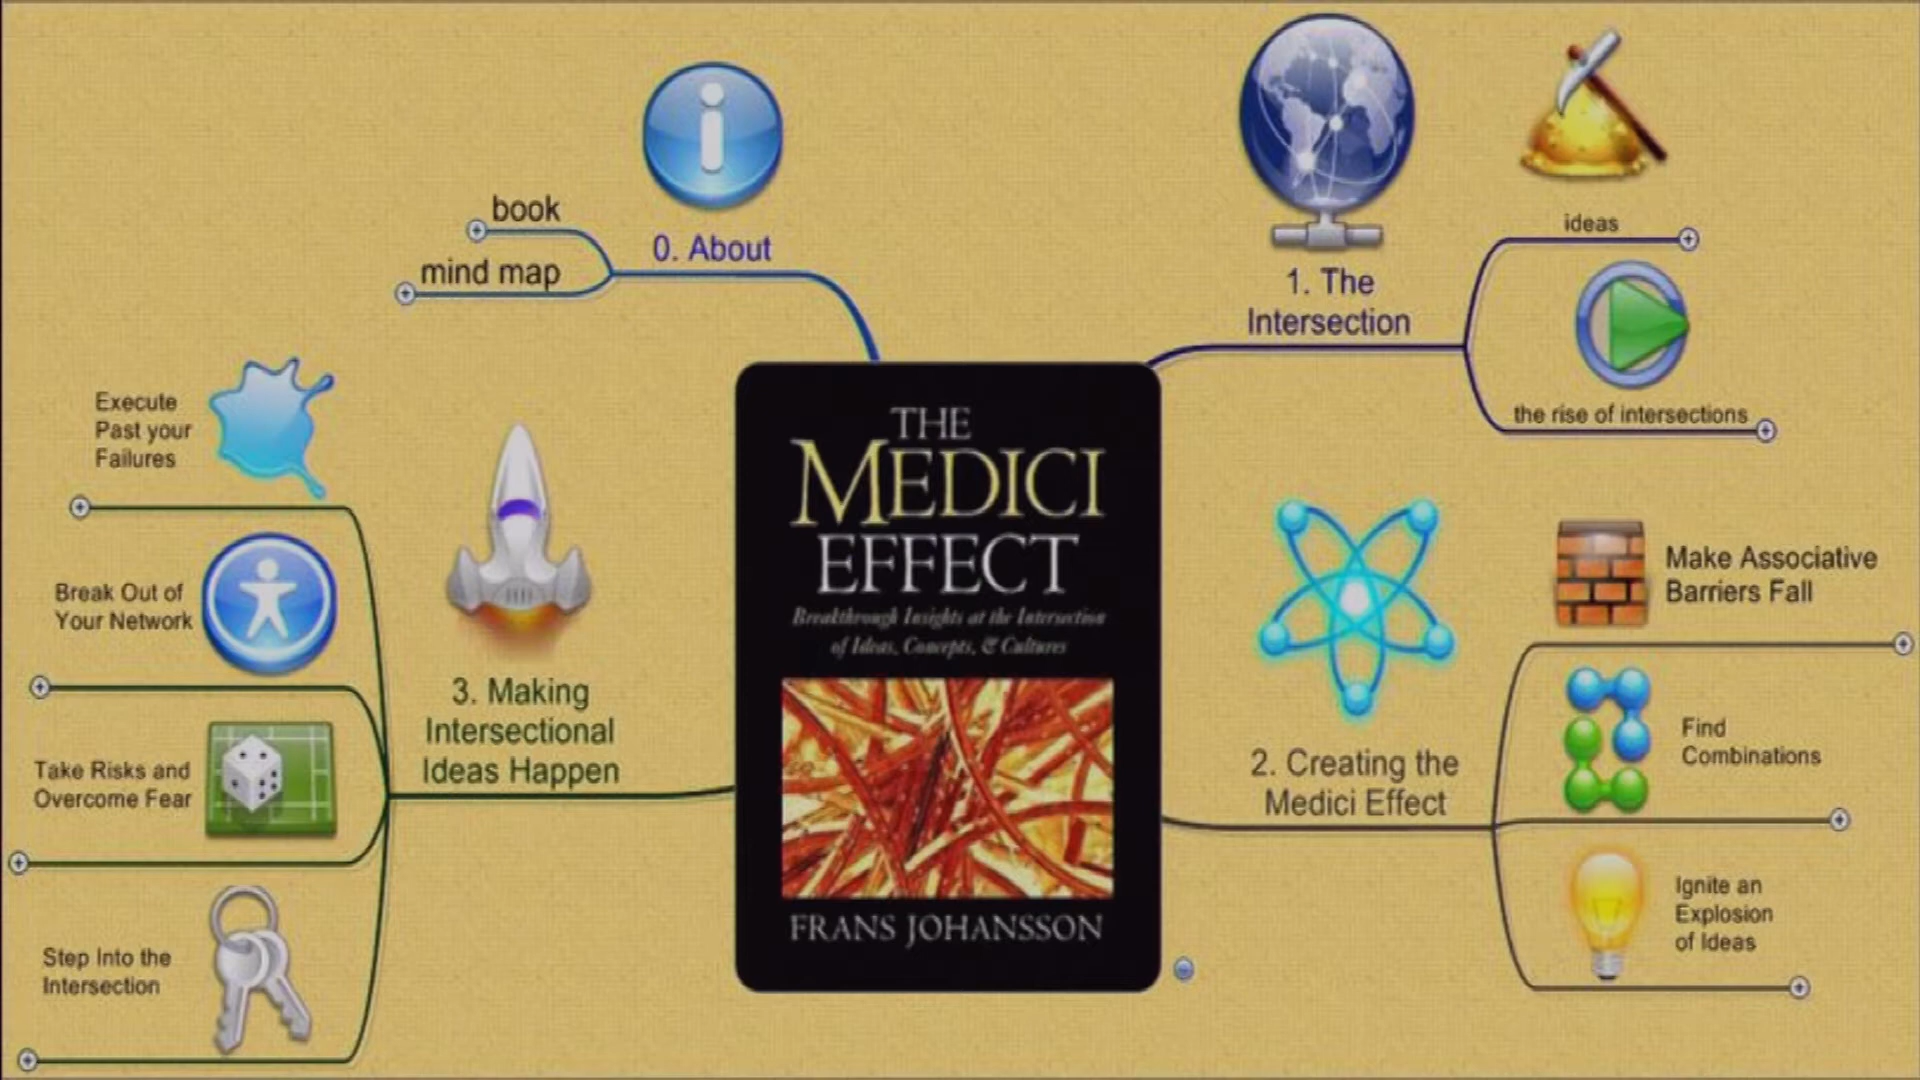 book
mind map
0. About
1. The
Intersection
ideas
the rise of intersections
Execute
Past your
Failures
Break Out of
Your Network
Take Risks and
Overcome Fear
Step Into the
Intersection
3. Making
Intersectional
Ideas Happen
THE
MEDICI
EFFECT
Breakthrough Insights at the Intersection
of Ideas, Concepts, & Cultures
FRANS JOHANSSON
2. Creating the
Medici Effect
Make Associative
Barriers Fall
Find
Combinations
Ignite an
Explosion
of Ideas